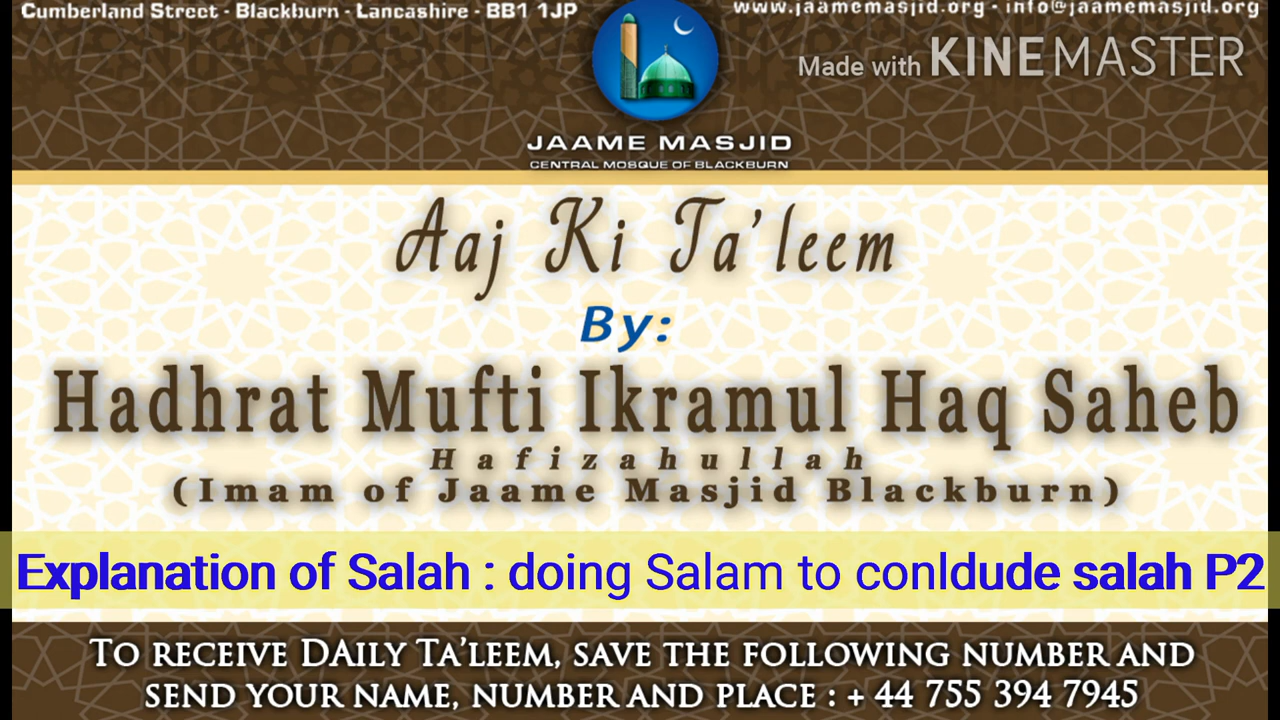 Cumberland Street - Blackburn - Lancashire - BB1 1JP
www.jaamemasjid.org - info@jaamemasjid.org
Made with KINEMASTER
JAAME MASJID
CENTRAL MOSQUE OF BLACKBURN
Aaj Ki Ta'leem
By:
Hadhrat Mufti Ikramul Haq Saheb
Hafizahullah
(Imam of Jaame Masjid Blackburn)
Explanation of Salah : doing Salam to conldude salah P2
TO RECEIVE DAILY TA'LEEM, SAVE THE FOLLOWING NUMBER AND
SEND YOUR NAME, NUMBER AND PLACE : + 44 755 394 7945